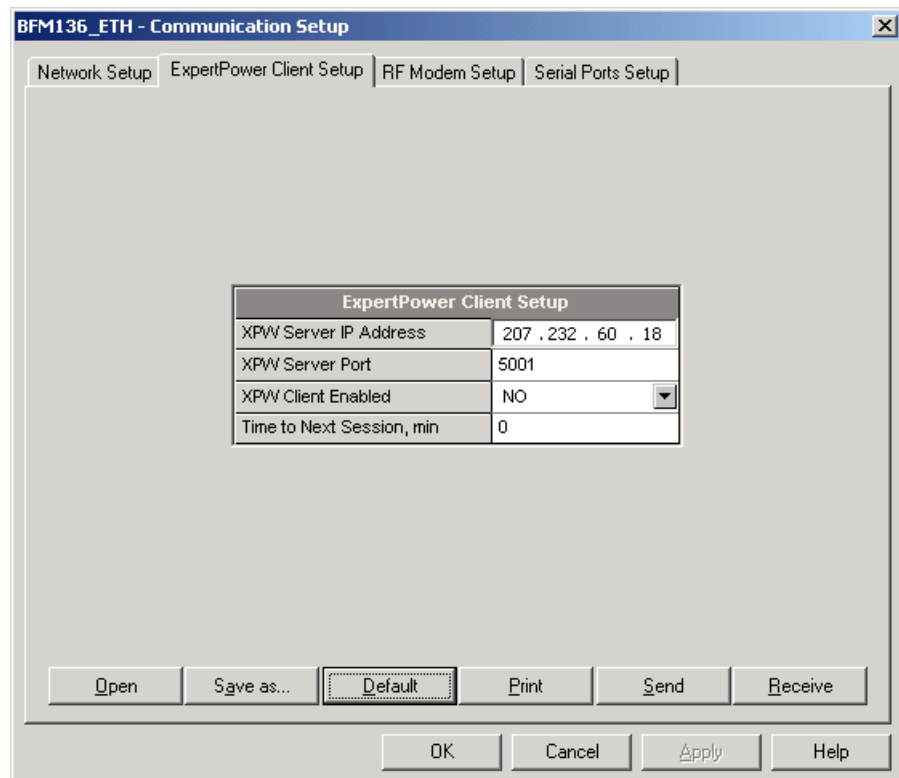 BFM136_ETH - Communication Setup
Network Setup ExpertPower Client Setup RF Modem Setup Serial Ports Setup
ExpertPower Client Setup
XPW Server IP Address 207 . 232 . 60 . 18
XPW Server Port 5001
XPW Client Enabled NO
Time to Next Session, min 0
Open Save as... Default Print Send Receive
OK Cancel Apply Help